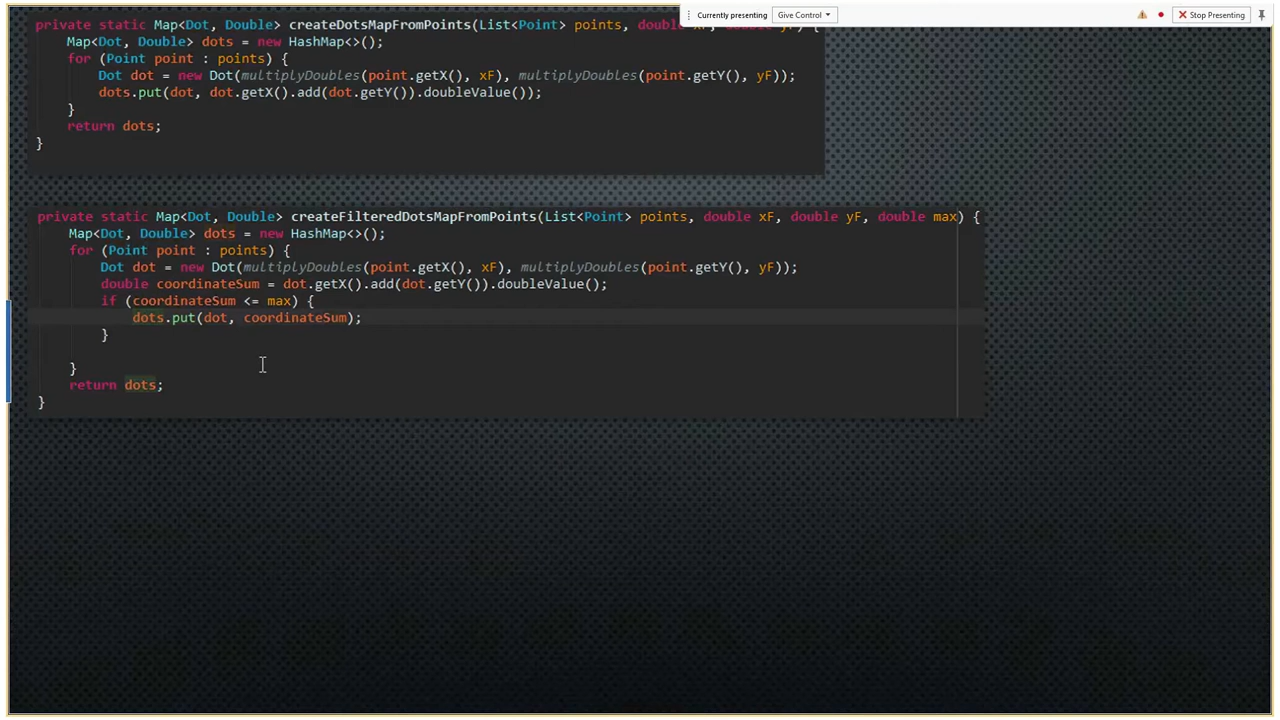 Currently presenting Give Control Stop Presenting
private static Map<Dot, Double> createDotsMapFromPoints(List<Point> points, double xF, double yF) {
Map<Dot, Double> dots = new HashMap<>();
for (Point point : points) {
Dot dot = new Dot(multiplyDoubles(point.getX(), xF), multiplyDoubles(point.getY(), yF));
dots.put(dot, dot.getX().add(dot.getY()).doubleValue());
}
return dots;
}
private static Map<Dot, Double> createFilteredDotsMapFromPoints(List<Point> points, double xF, double yF, double max) {
Map<Dot, Double> dots = new HashMap<>();
for (Point point : points) {
Dot dot = new Dot(multiplyDoubles(point.getX(), xF), multiplyDoubles(point.getY(), yF));
double coordinateSum = dot.getX().add(dot.getY()).doubleValue();
if (coordinateSum <= max) {
dots.put(dot, coordinateSum);
}
}
return dots;
}